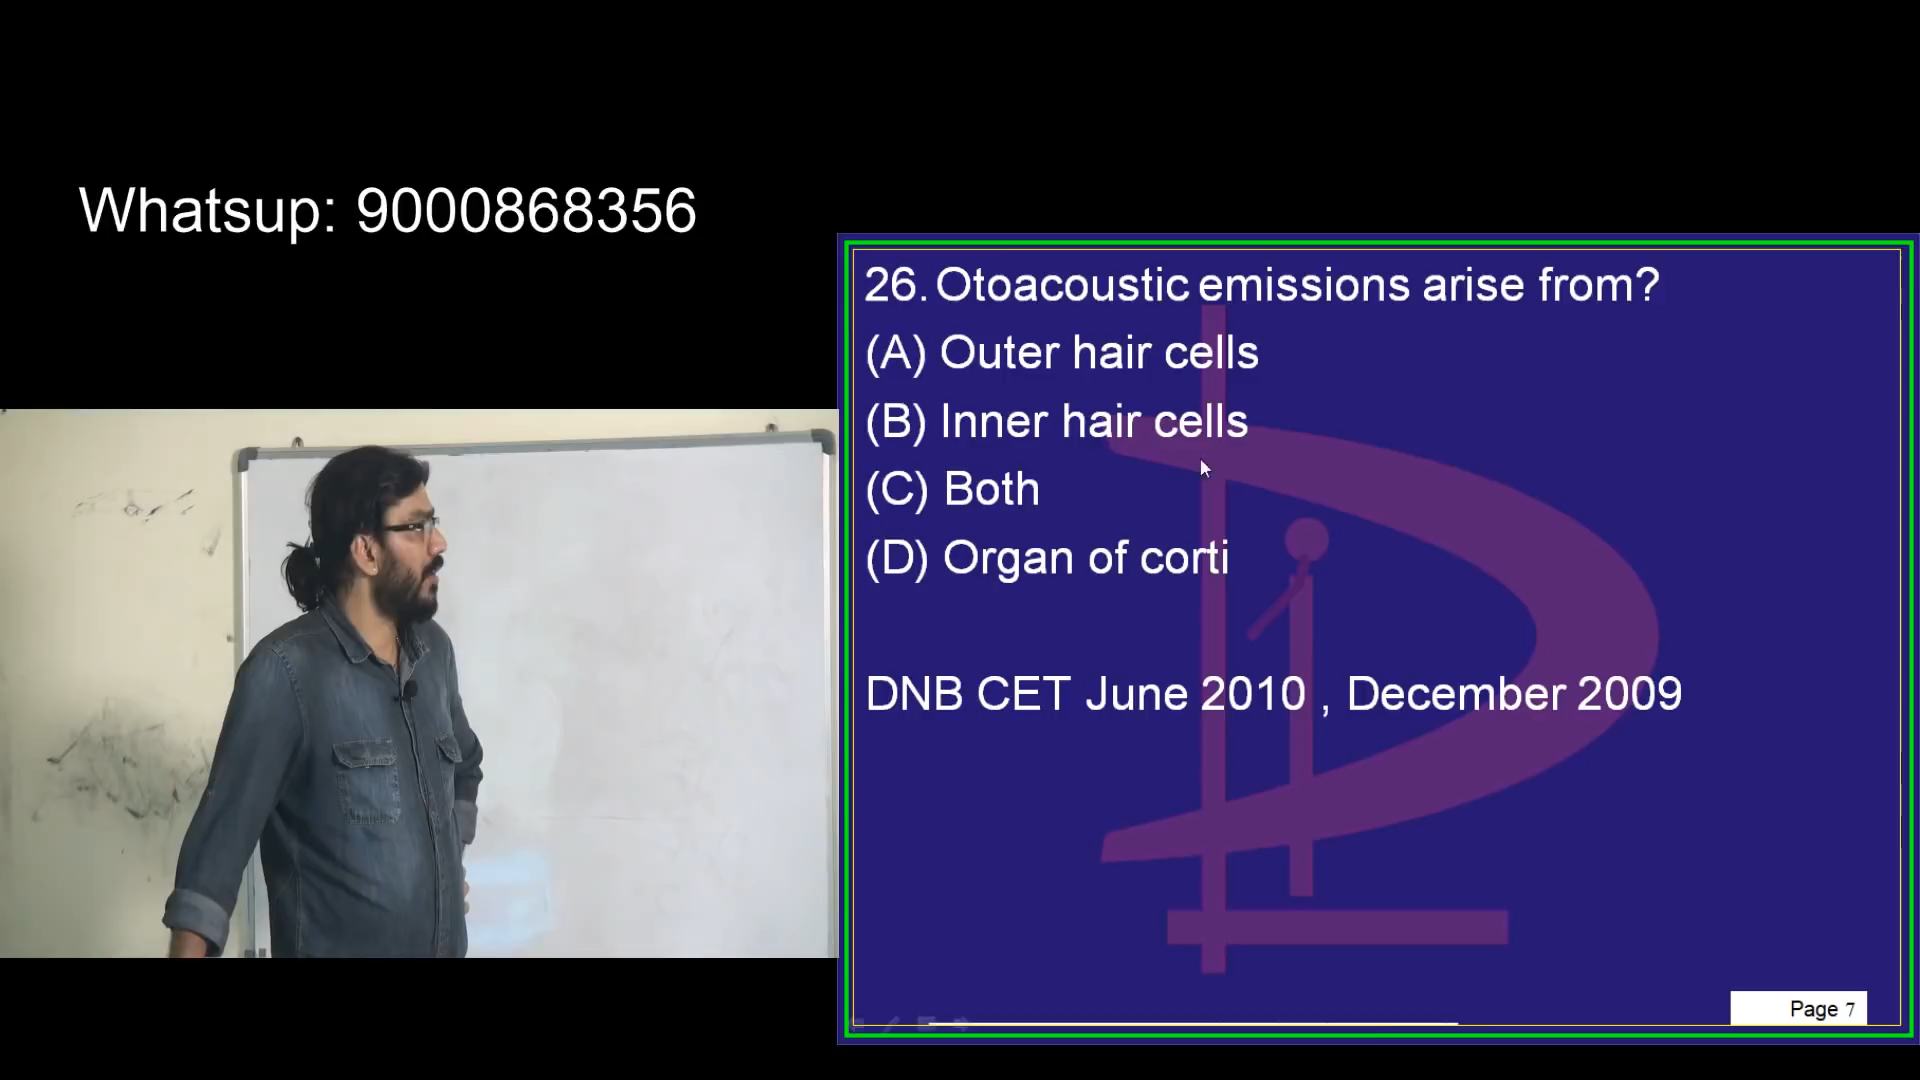 Whatsup: 9000868356
26. Otoacoustic emissions arise from?
(A) Outer hair cells
(B) Inner hair cells
(C) Both
(D) Organ of corti
DNB CET June 2010 , December 2009
Page 7